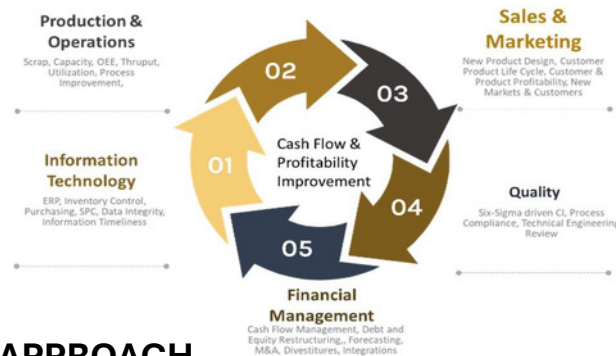 Production &
Operations
Scrap, Capacity, OEE, Thruput,
Utilization, Process
Improvement,
Sales &
Marketing
New Product Design, Customer
Product Life Cycle, Customer &
Product Profitability, New
Markets & Customers
02
03
Cash Flow &
Profitability
Improvement
01
04
05
Information
Technology
ERP, Inventory Control,
Purchasing, SPC, Data Integrity,
Information Timeliness
Quality
Six-Sigma driven CI, Process
Compliance, Technical Engineering
Review
Financial
Management
Cash Flow Management, Debt and
Equity Restructuring,, Forecasting,
M&A, Divestitures, Integrations